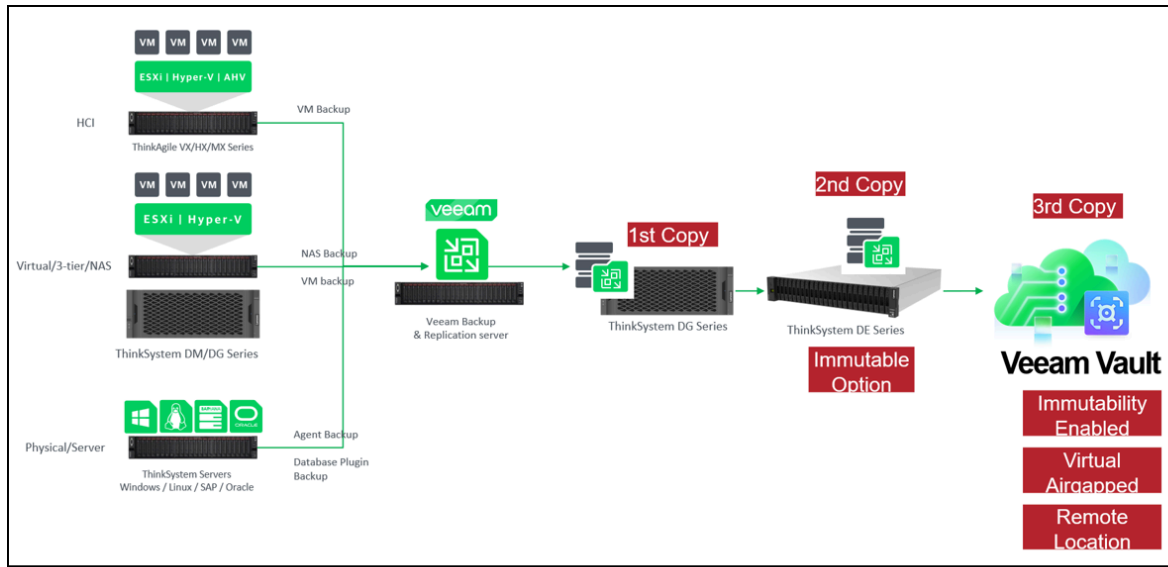 VM VM VM VM
ESXi | Hyper-V | AHV
HCI
VM Backup
ThinkAgile VX/HX/MX Series
VM VM VM VM
ESXi | Hyper-V
Virtual/3-tier/NAS
NAS Backup
VM backup
ThinkSystem DM/DG Series
SAP HANA
ORACLE
Physical/Server
Agent Backup
Database Plugin
Backup
ThinkSystem Servers
Windows / Linux / SAP / Oracle
veeam
Veeam Backup
& Replication server
1st Copy
ThinkSystem DG Series
2nd Copy
ThinkSystem DE Series
Immutable
Option
3rd Copy
Veeam Vault
Immutability
Enabled
Virtual
Airgapped
Remote
Location